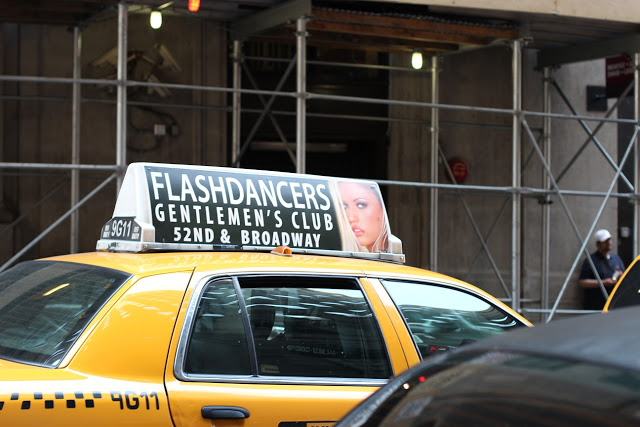 FLASHDANCERS
GENTLEMEN'S CLUB
52ND & BROADWAY
9G11
9G11